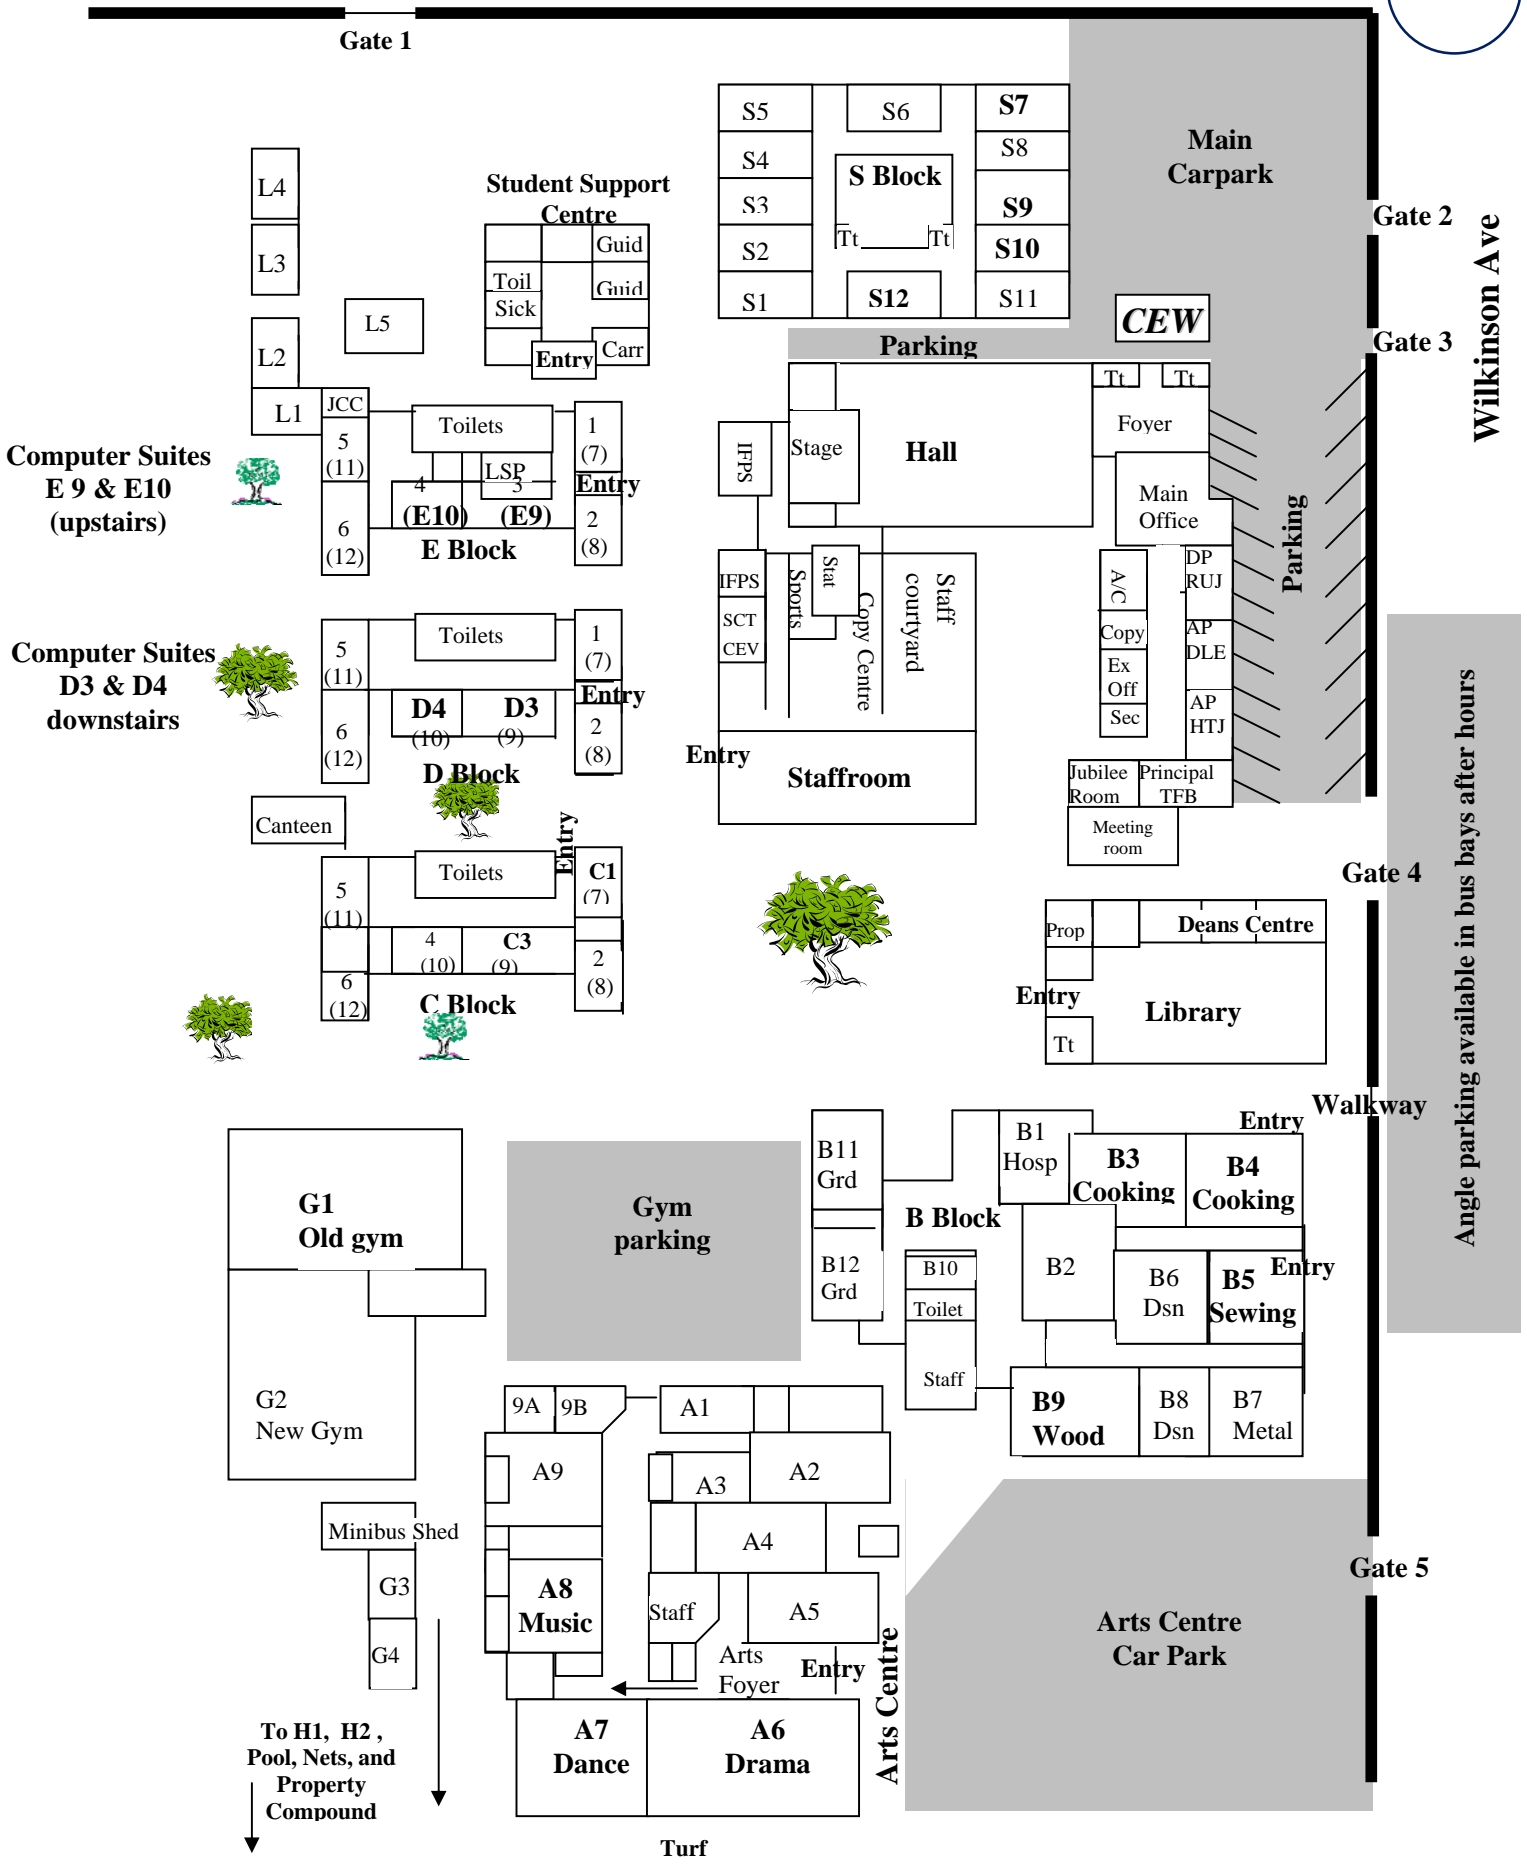 Gate 1
S5
S6
S7
Main
Carpark
S4
S8
S Block
S3
S9
Gate 2
Wilkinson Ave
Tt
Tt
S2
S10
S1
S12
S11
CEW
Parking
Gate 3
L4
L3
L5
L2
L1
Student Support
Centre
Guid
Toil
Guid
Sick
Entry
Carr
JCC
Toilets
1
(7)
5
(11)
LSP
4
3
Entry
(E10)
(E9)
6
(12)
2
(8)
E Block
Computer Suites
E 9 & E10
(upstairs)
IFPS
Stage
Hall
Tt
Tt
Foyer
Main
Office
Parking
IFPS
SCT
CEV
Sports
Stat
Copy Centre
Staff
courtyard
A/C
Copy
Ex
Off
Sec
DP
RUJ
AP
DLE
AP
HTJ
Entry
Staffroom
Jubilee
Room
Principal
TFB
Meeting
room
Computer Suites
D3 & D4
downstairs
Toilets
1
(7)
5
(11)
Entry
D4
(10)
D3
(9)
6
(12)
2
(8)
D Block
Canteen
Entry
Toilets
C1
(7)
5
(11)
4
(10)
C3
(9)
2
(8)
6
(12)
C Block
Gate 4
Angle parking available in bus bays after hours
Prop
Deans Centre
Entry
Library
Tt
Walkway
Entry
B11
Grd
B1
Hosp
B3
Cooking
B4
Cooking
B Block
B12
Grd
B10
Toilet
Staff
B2
B6
Dsn
B5
Sewing
Entry
B9
Wood
B8
Dsn
B7
Metal
G1
Old gym
Gym
parking
G2
New Gym
9A
9B
A1
A9
A3
A2
A4
Minibus Shed
G3
G4
A8
Music
Staff
A5
Arts
Foyer
Entry
Arts Centre
Gate 5
Arts Centre
Car Park
A7
Dance
A6
Drama
To H1, H2 ,
Pool, Nets, and
Property
Compound
Turf